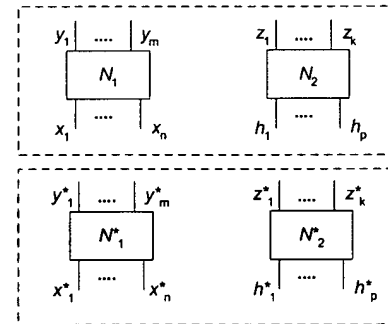 y₁ .... yₘ z₁ .... zₖ
N₁ N₂
x₁ .... xₙ h₁ .... hₚ
y*₁ .... y*ₘ z*₁ .... z*ₖ
N*₁ N*₂
x*₁ .... x*ₙ h*₁ .... h*ₚ